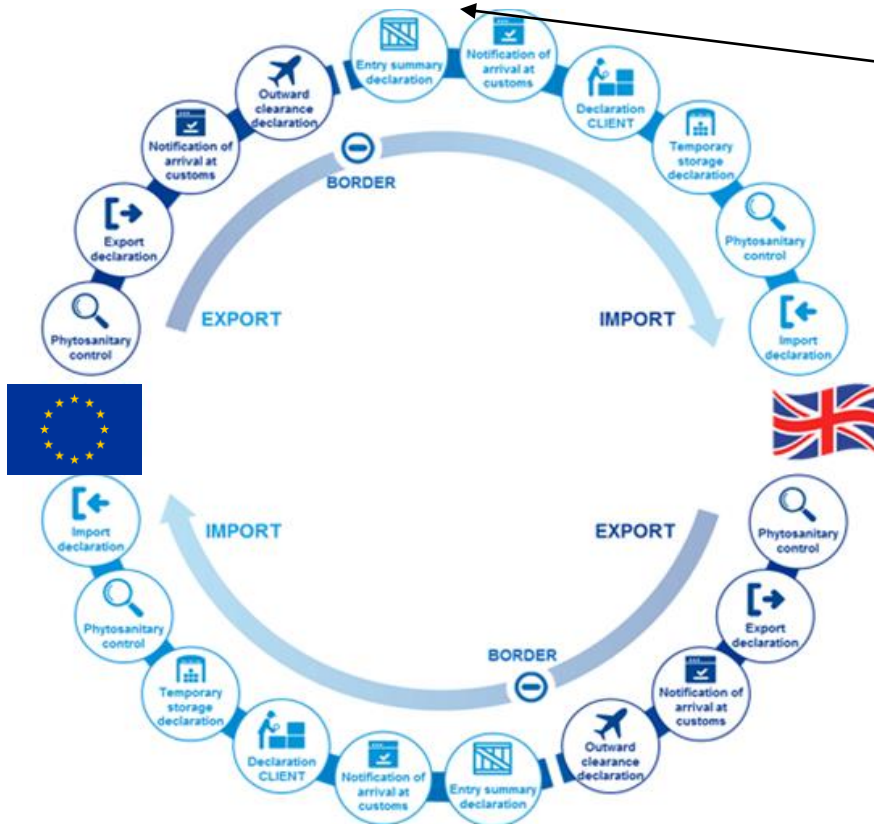 Entry summary
declaration
Notification of
arrival at
customs
Outward
clearance
declaration
Declaration
CLIENT
Notification of
arrival at
customs
Temporary
storage
declaration
BORDER
Export
declaration
Phytosanitary
control
EXPORT
IMPORT
Phytosanitary
control
Import
declaration
Import
declaration
IMPORT
EXPORT
Phytosanitary
control
Phytosanitary
control
Export
declaration
BORDER
Temporary
storage
declaration
Notification of
arrival at
customs
Declaration
CLIENT
Outward
clearance
declaration
Notification of
arrival at
customs
Entry summary
declaration